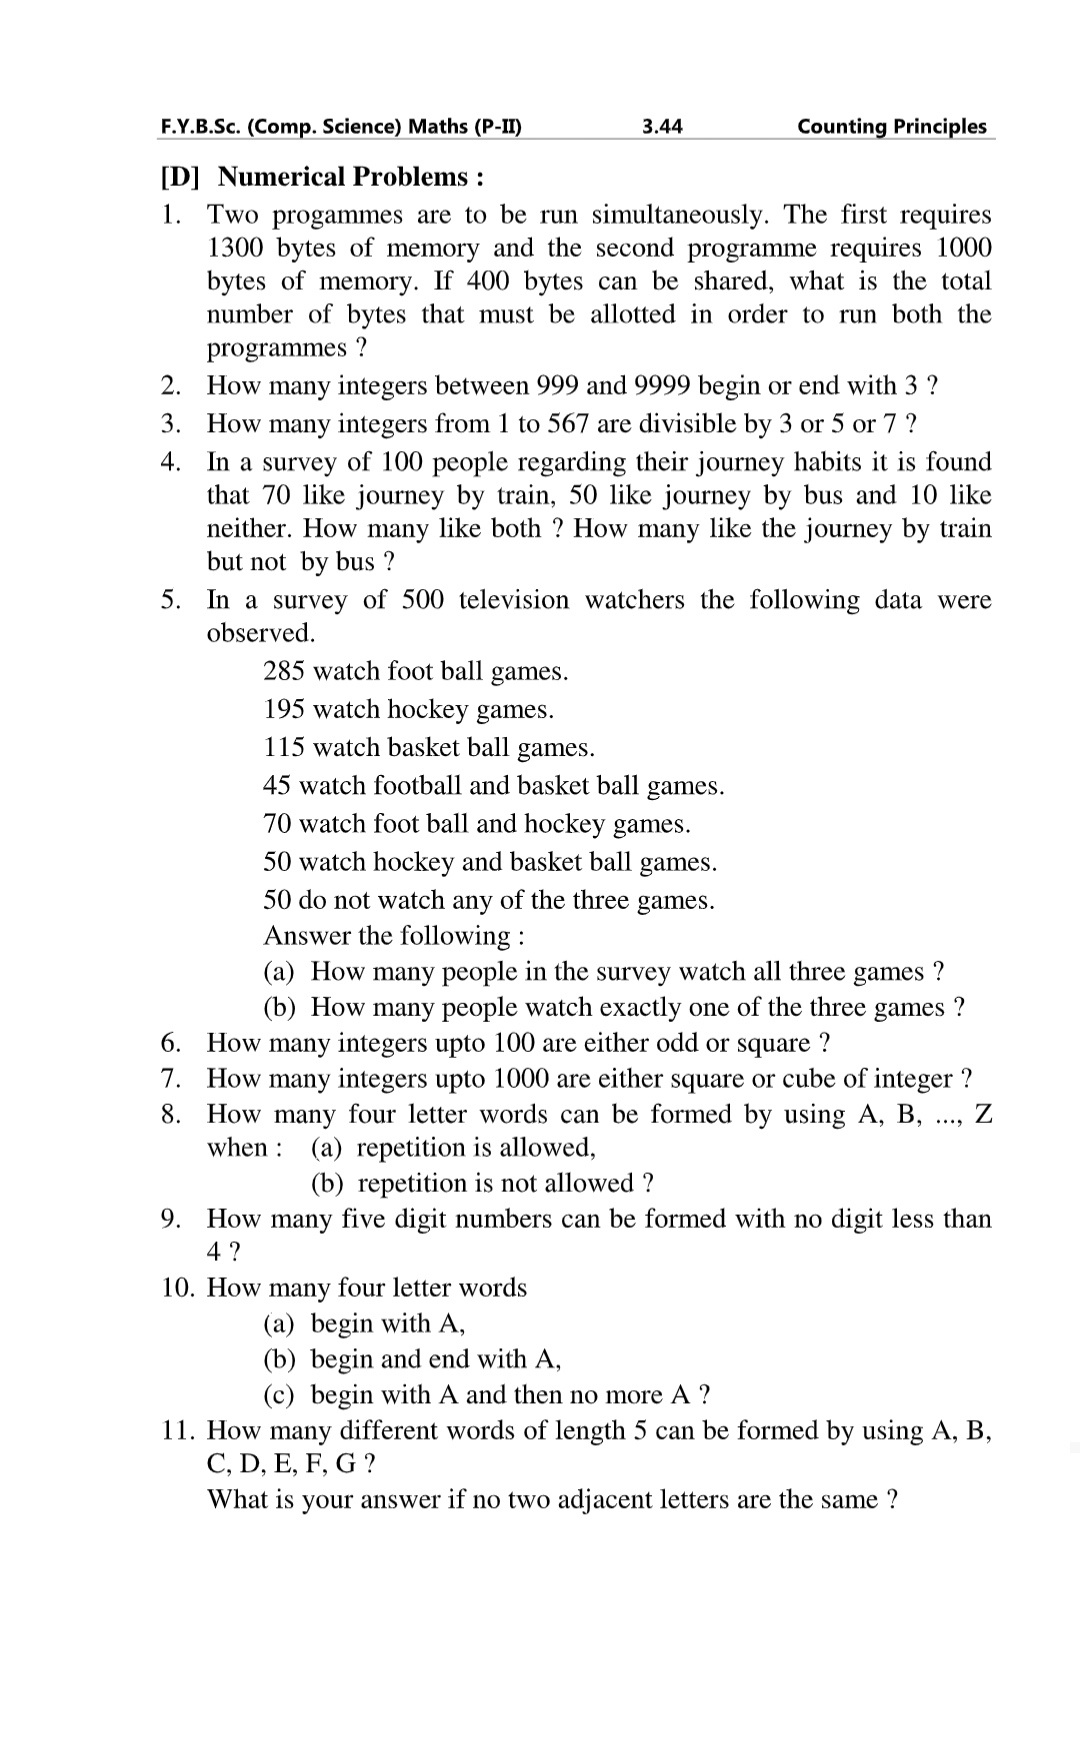 F.Y.B.Sc. (Comp. Science) Maths (P-II) 3.44 Counting Principles
[D] Numerical Problems :
1. Two progammes are to be run simultaneously. The first requires
1300 bytes of memory and the second programme requires 1000
bytes of memory. If 400 bytes can be shared, what is the total
number of bytes that must be allotted in order to run both the
programmes ?
2. How many integers between 999 and 9999 begin or end with 3 ?
3. How many integers from 1 to 567 are divisible by 3 or 5 or 7 ?
4. In a survey of 100 people regarding their journey habits it is found
that 70 like journey by train, 50 like journey by bus and 10 like
neither. How many like both ? How many like the journey by train
but not by bus ?
5. In a survey of 500 television watchers the following data were
observed.
285 watch foot ball games.
195 watch hockey games.
115 watch basket ball games.
45 watch football and basket ball games.
70 watch foot ball and hockey games.
50 watch hockey and basket ball games.
50 do not watch any of the three games.
Answer the following :
(a) How many people in the survey watch all three games ?
(b) How many people watch exactly one of the three games ?
6. How many integers upto 100 are either odd or square ?
7. How many integers upto 1000 are either square or cube of integer ?
8. How many four letter words can be formed by using A, B, ..., Z
when : (a) repetition is allowed,
(b) repetition is not allowed ?
9. How many five digit numbers can be formed with no digit less than
4 ?
10. How many four letter words
(a) begin with A,
(b) begin and end with A,
(c) begin with A and then no more A ?
11. How many different words of length 5 can be formed by using A, B,
C, D, E, F, G ?
What is your answer if no two adjacent letters are the same ?